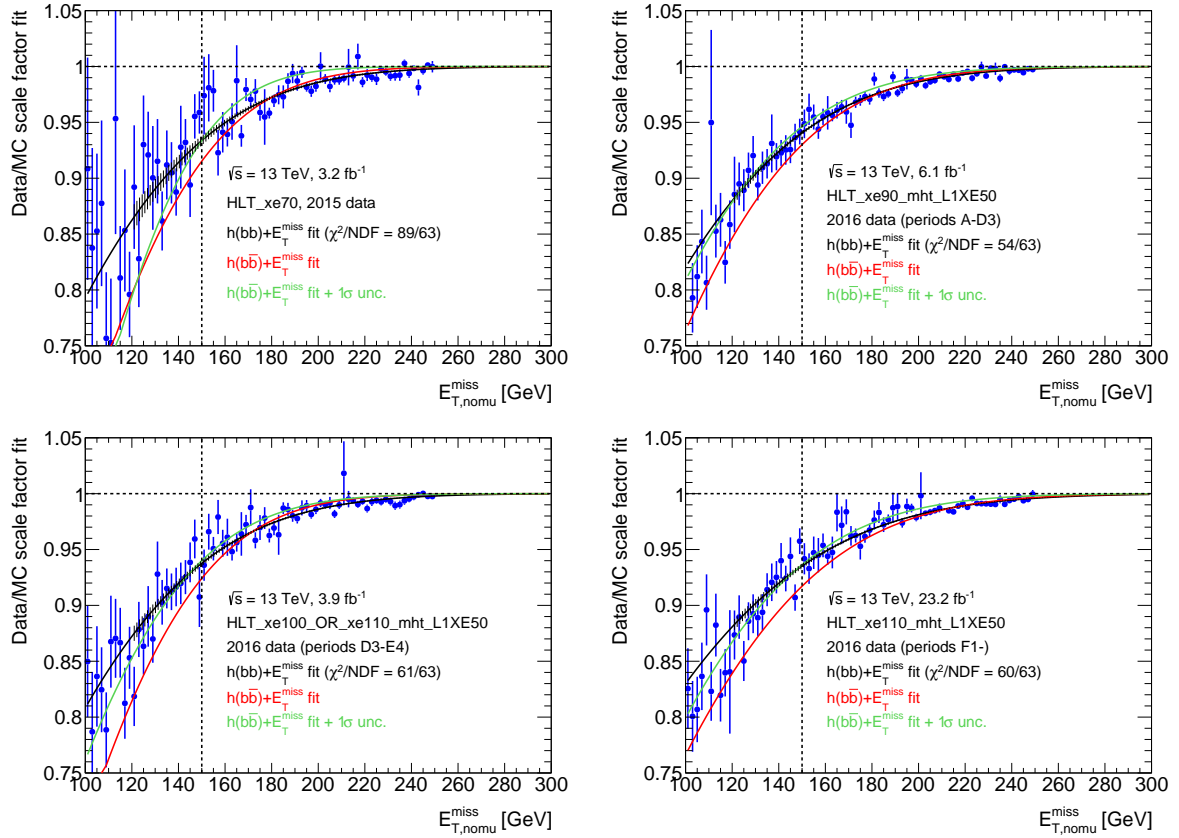 Data/MC scale factor fit
1.05
1
0.95
0.9
0.85
0.8
0.75
√s = 13 TeV, 3.2 fb⁻¹
HLT_xe70, 2015 data
h(bb)+E_T^miss fit (χ²/NDF = 89/63)
h(bb̅)+E_T^miss fit
h(bb̅)+E_T^miss fit + 1σ unc.
100 120 140 160 180 200 220 240 260 280 300
E_T,nomu^miss [GeV]
Data/MC scale factor fit
1.05
1
0.95
0.9
0.85
0.8
0.75
√s = 13 TeV, 6.1 fb⁻¹
HLT_xe90_mht_L1XE50
2016 data (periods A-D3)
h(bb)+E_T^miss fit (χ²/NDF = 54/63)
h(bb̅)+E_T^miss fit
h(bb̅)+E_T^miss fit + 1σ unc.
100 120 140 160 180 200 220 240 260 280 300
E_T,nomu^miss [GeV]
Data/MC scale factor fit
1.05
1
0.95
0.9
0.85
0.8
0.75
√s = 13 TeV, 3.9 fb⁻¹
HLT_xe100_OR_xe110_mht_L1XE50
2016 data (periods D3-E4)
h(bb)+E_T^miss fit (χ²/NDF = 61/63)
h(bb̅)+E_T^miss fit
h(bb̅)+E_T^miss fit + 1σ unc.
100 120 140 160 180 200 220 240 260 280 300
E_T,nomu^miss [GeV]
Data/MC scale factor fit
1.05
1
0.95
0.9
0.85
0.8
0.75
√s = 13 TeV, 23.2 fb⁻¹
HLT_xe110_mht_L1XE50
2016 data (periods F1-)
h(bb)+E_T^miss fit (χ²/NDF = 60/63)
h(bb̅)+E_T^miss fit
h(bb̅)+E_T^miss fit + 1σ unc.
100 120 140 160 180 200 220 240 260 280 300
E_T,nomu^miss [GeV]